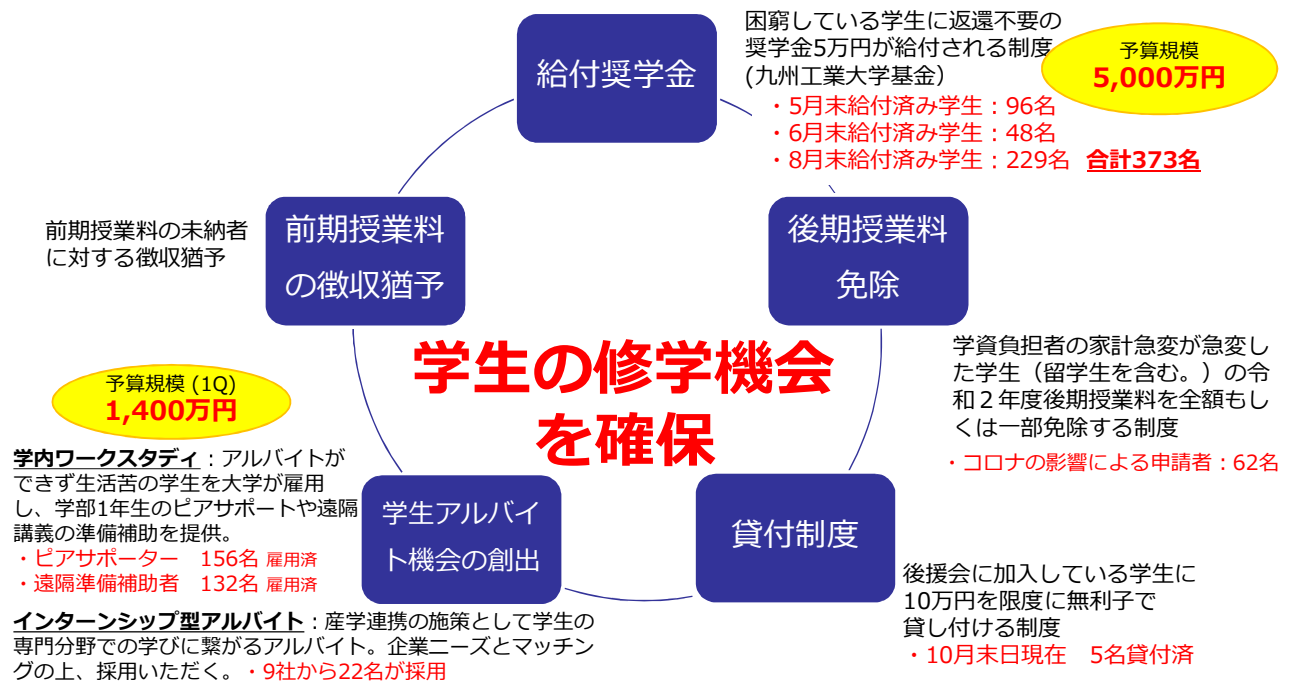 給付奨学金
困窮している学生に返還不要の
奨学金5万円が給付される制度
(九州工業大学基金）
・5月末給付済み学生：96名
・6月末給付済み学生：48名
・8月末給付済み学生：229名 合計373名
予算規模
5,000万円
前期授業料の未納者
に対する徴収猶予
前期授業料
の徴収猶予
後期授業料
免除
学生の修学機会
を確保
学資負担者の家計急変が急変し
た学生（留学生を含む。）の令
和２年度後期授業料を全額もし
くは一部免除する制度
・コロナの影響による申請者：62名
予算規模 (1Q)
1,400万円
学内ワークスタディ：アルバイトが
できず生活苦の学生を大学が雇用
し、学部1年生のピアサポートや遠隔
講義の準備補助を提供。
・ピアサポーター　156名 雇用済
・遠隔準備補助者　132名 雇用済
学生アルバイ
ト機会の創出
貸付制度
後援会に加入している学生に
10万円を限度に無利子で
貸し付ける制度
・10月末日現在　5名貸付済
インターンシップ型アルバイト：産学連携の施策として学生の
専門分野での学びに繋がるアルバイト。企業ニーズとマッチン
グの上、採用いただく。・9社から22名が採用